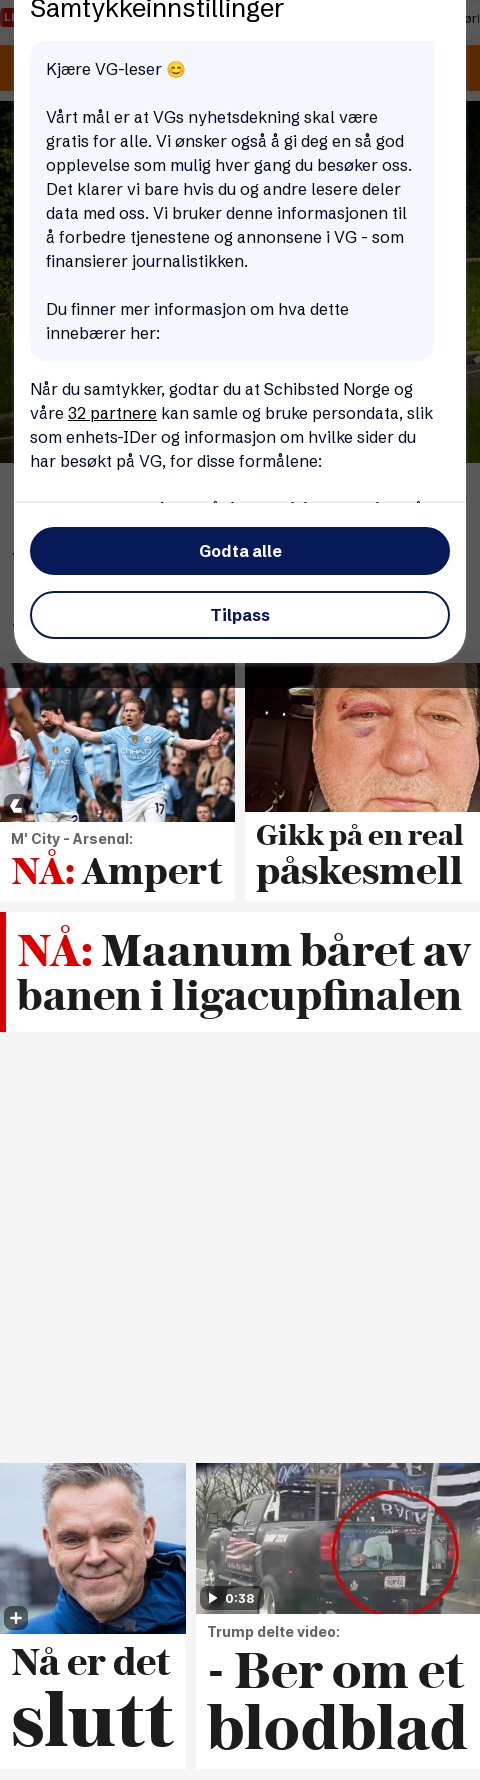 Samtykkeinnstillinger
Kjære VG-leser 😊
Vårt mål er at VGs nyhetsdekning skal være
gratis for alle. Vi ønsker også å gi deg en så god
opplevelse som mulig hver gang du besøker oss.
Det klarer vi bare hvis du og andre lesere deler
data med oss. Vi bruker denne informasjonen til
å forbedre tjenestene og annonsene i VG - som
finansierer journalistikken.
Du finner mer informasjon om hva dette
innebærer her:
Når du samtykker, godtar du at Schibsted Norge og
våre 32 partnere kan samle og bruke persondata, slik
som enhets-IDer og informasjon om hvilke sider du
har besøkt på VG, for disse formålene:
Godta alle
Tilpass
ETIHAD
17
M' City - Arsenal:
NÅ: Ampert
Gikk på en real
påskesmell
NÅ: Maanum båret av
banen i ligacupfinalen
Nå er det
slutt
0:38
Trump delte video:
- Ber om et
blodblad